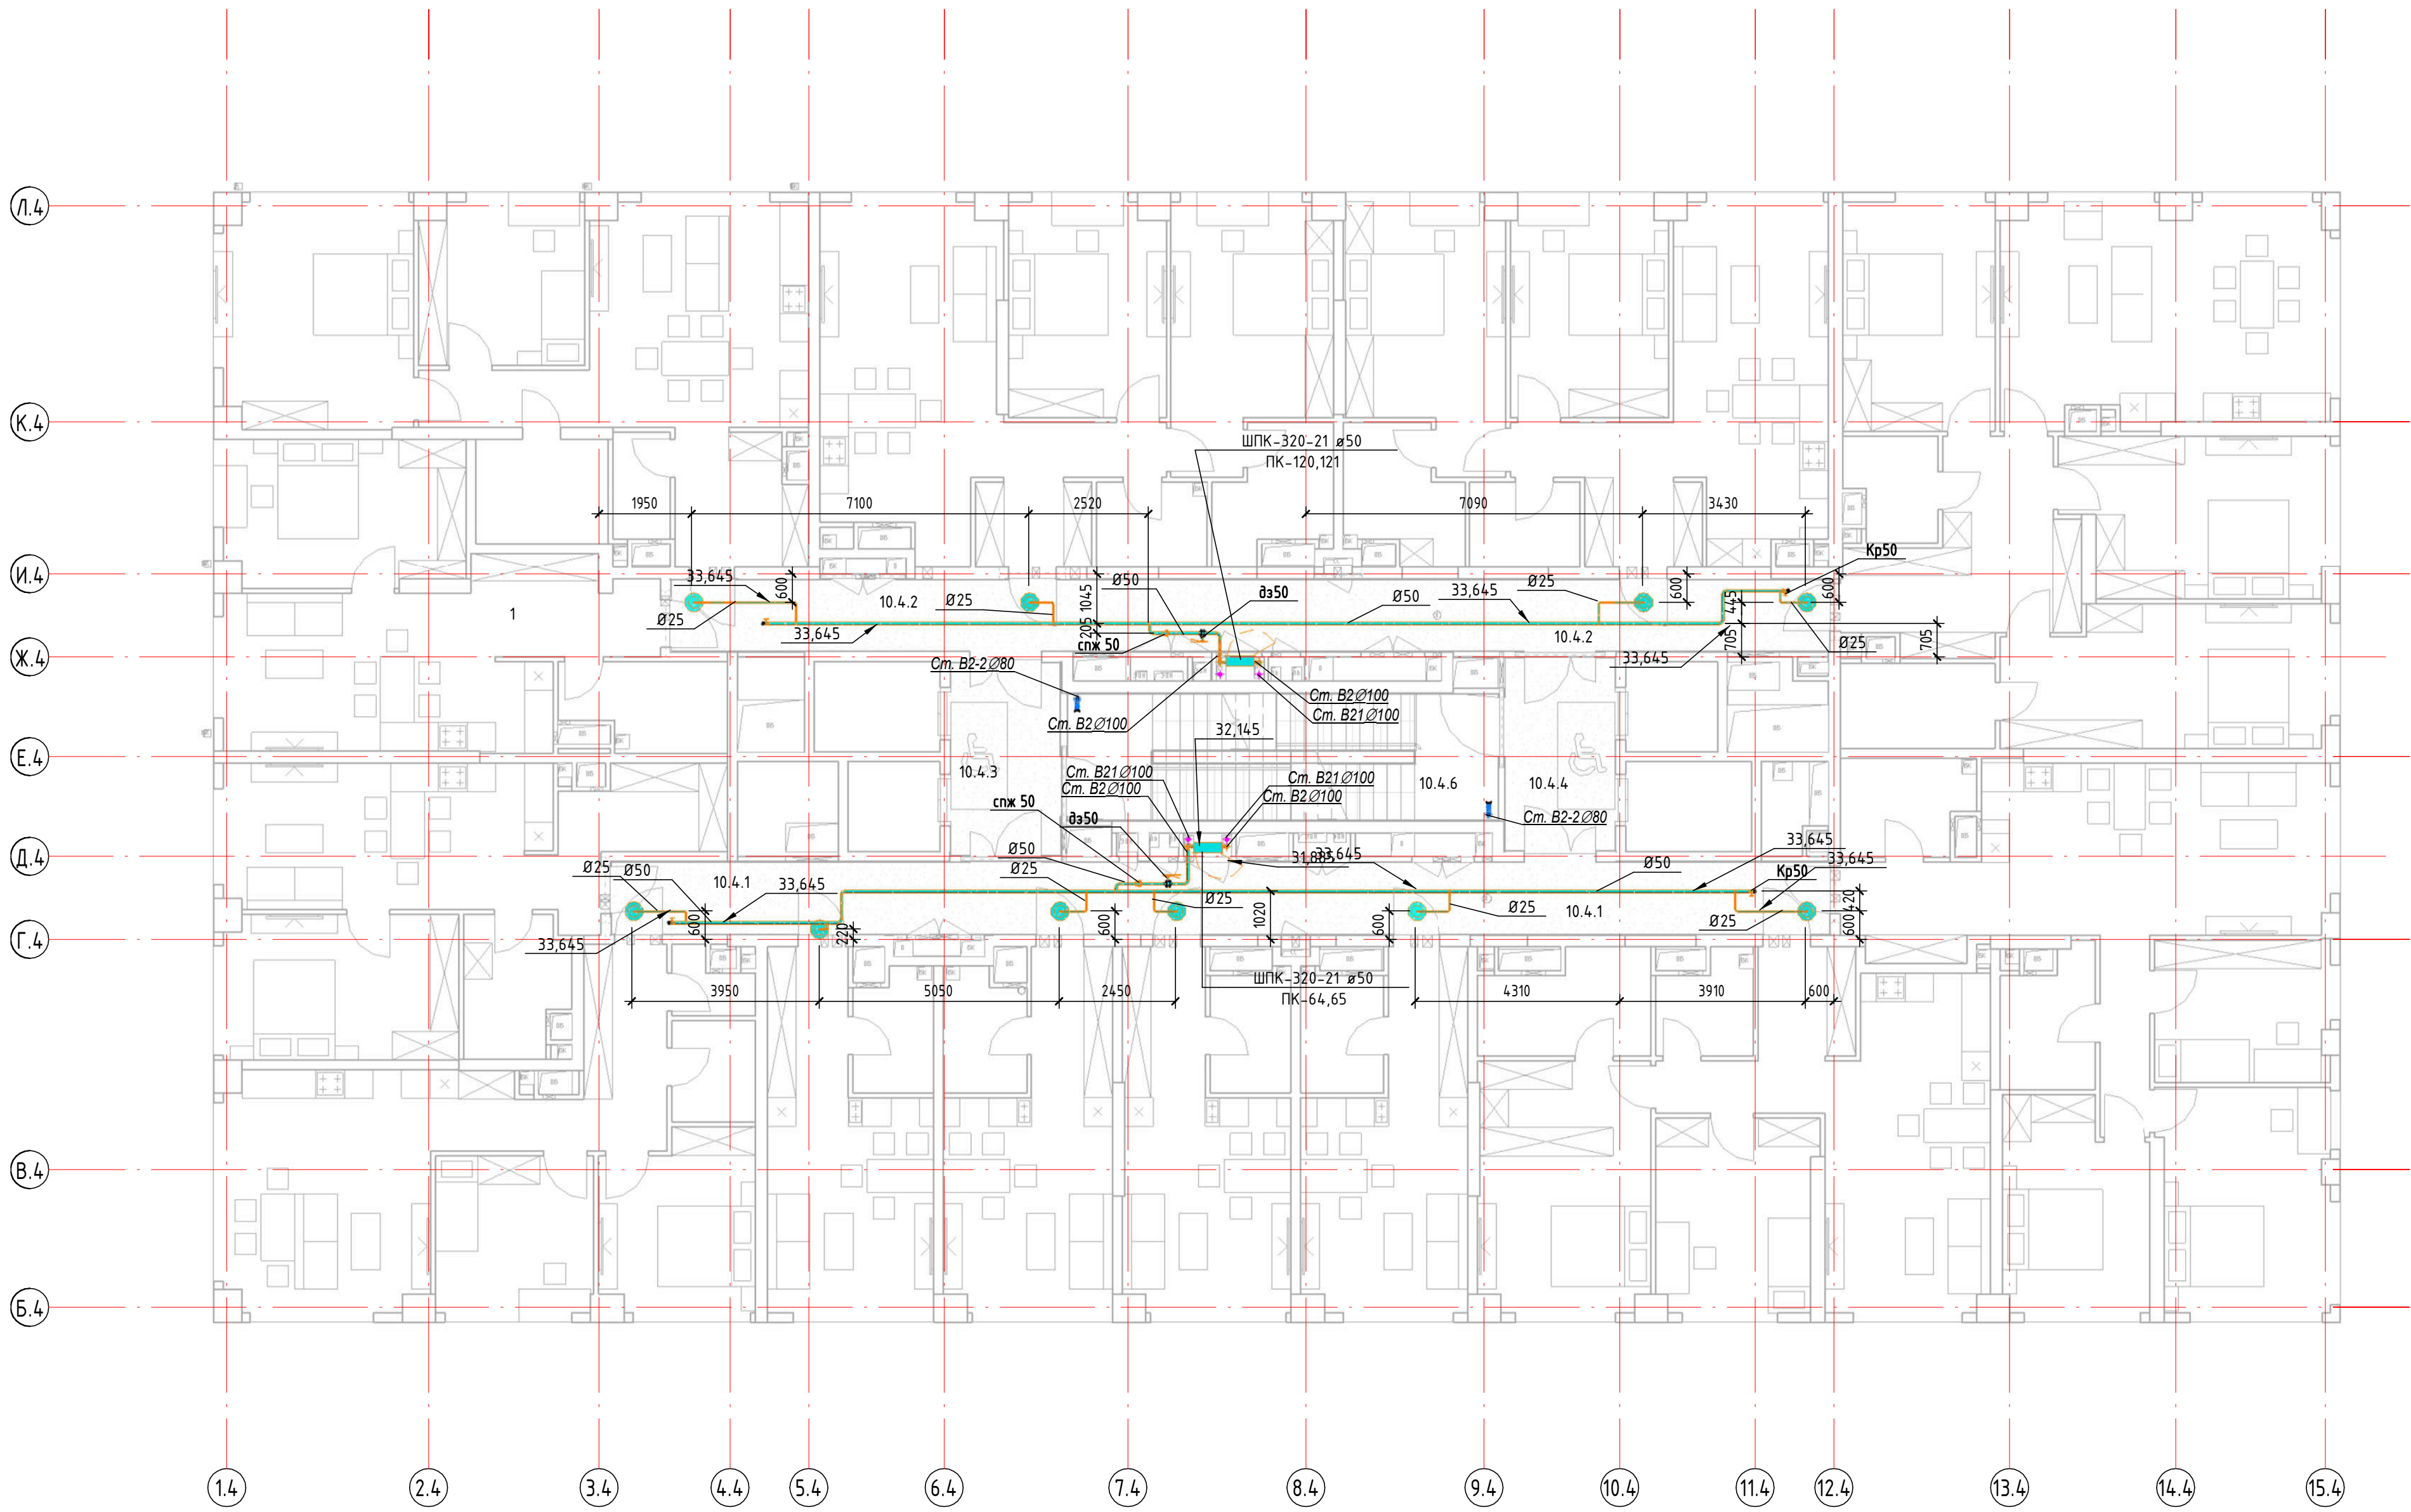 Л.4
К.4
ШПК-320-21 ø50
ПК-120,121
1950
7100
2520
7090
3430
Кр50
И.4
33,645
600
Ø50
дз50
33,645
Ø25
600
445
600
1
10.4.2
Ø25
1045
Ø50
Ø25
33,645
205
10.4.2
705
Ø25
705
спж 50
33,645
Ж.4
Ст. В2-2Ø80
Ст. В2Ø100
Ст. В21Ø100
Ст. В2Ø100
32,145
Е.4
10.4.3
Ст. В21Ø100
Ст. В21Ø100
10.4.6
10.4.4
Ст. В2Ø100
Ст. В2Ø100
спж 50
дз50
Ст. В2-2Ø80
33,645
Д.4
Ø50
33,645
33,645
Ø25
Ø50
10.4.1
33,645
Ø25
Ø50
Кр50
Ø25
Ø25
10.4.1
Ø25
420
600
600
1020
600
600
220
33,645
Г.4
ШПК-320-21 ø50
ПК-64,65
3950
5050
2450
4310
3910
600
В.4
Б.4
1.4
2.4
3.4
4.4
5.4
6.4
7.4
8.4
9.4
10.4
11.4
12.4
13.4
14.4
15.4